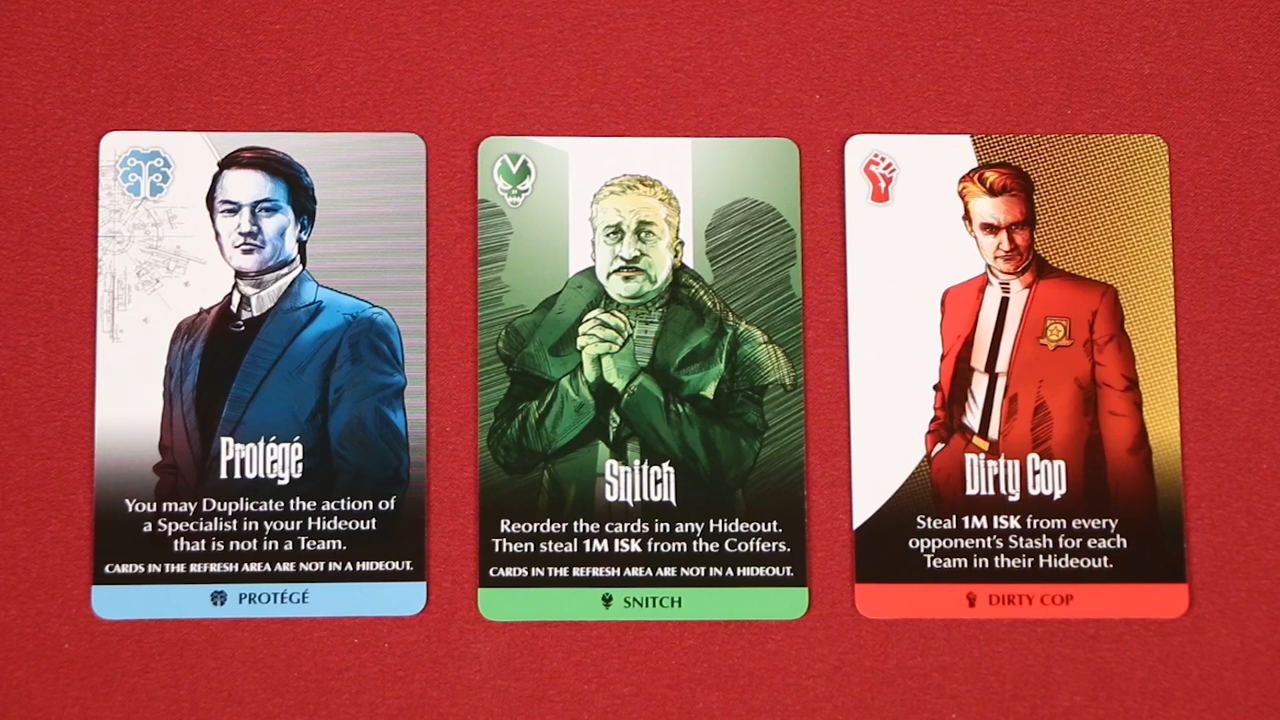 Protégé
You may Duplicate the action of
a Specialist in your Hideout
that is not in a Team.
CARDS IN THE REFRESH AREA ARE NOT IN A HIDEOUT.
PROTÉGÉ
Snitch
Reorder the cards in any Hideout.
Then steal 1M ISK from the Coffers.
CARDS IN THE REFRESH AREA ARE NOT IN A HIDEOUT.
SNITCH
Dirty Cop
Steal 1M ISK from every
opponent's Stash for each
Team in their Hideout.
DIRTY COP